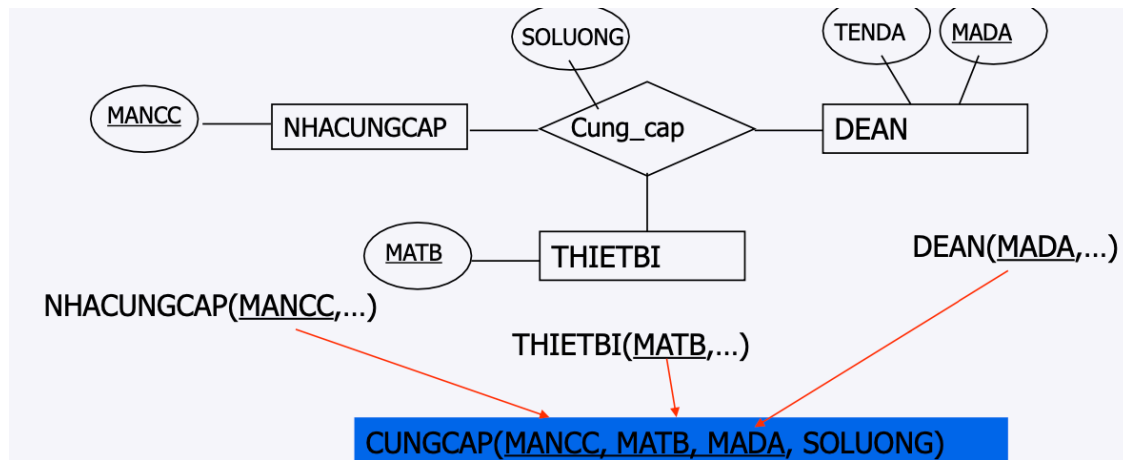 SOLUONG
TENDA
MADA
MANCC
NHACUNGCAP
Cung_cap
DEAN
MATB
THIETBI
DEAN(MADA,...)
NHACUNGCAP(MANCC,...)
THIETBI(MATB,...)
CUNGCAP(MANCC, MATB, MADA, SOLUONG)